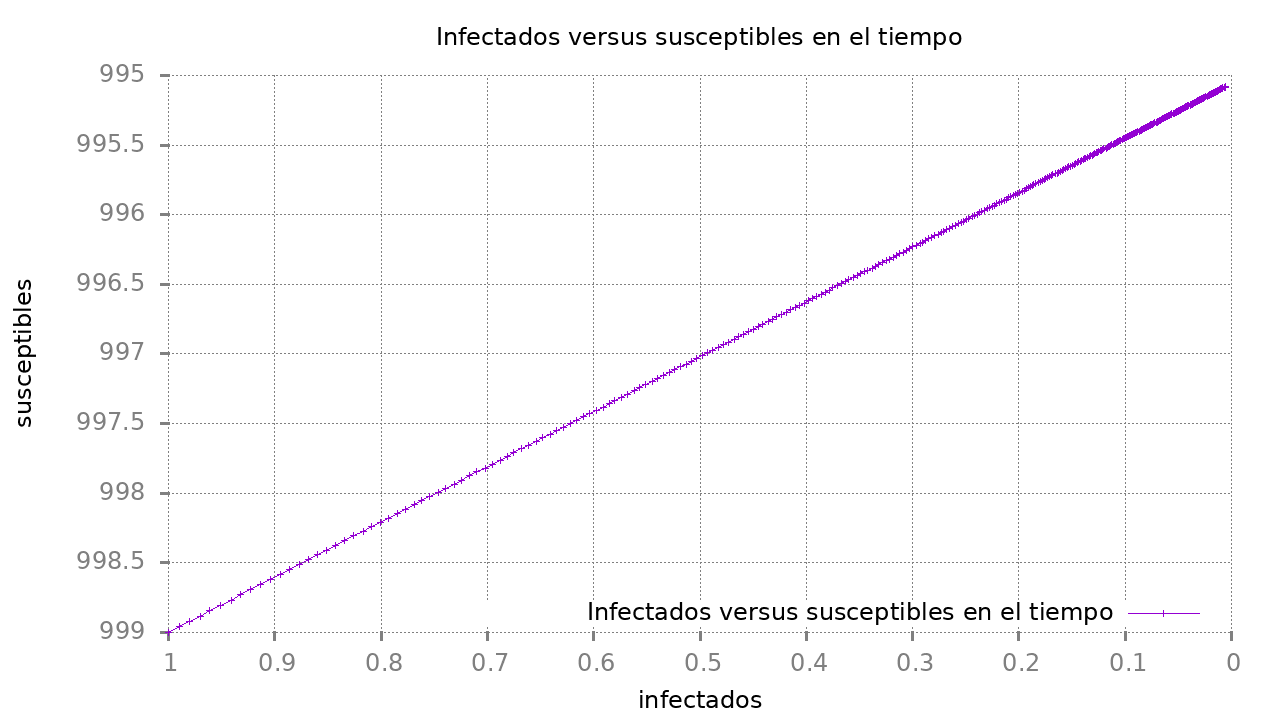 Infectados versus susceptibles en el tiempo
995
995.5
996
996.5
997
997.5
998
998.5
999
susceptibles
Infectados versus susceptibles en el tiempo
1 0.9 0.8 0.7 0.6 0.5 0.4 0.3 0.2 0.1 0
infectados